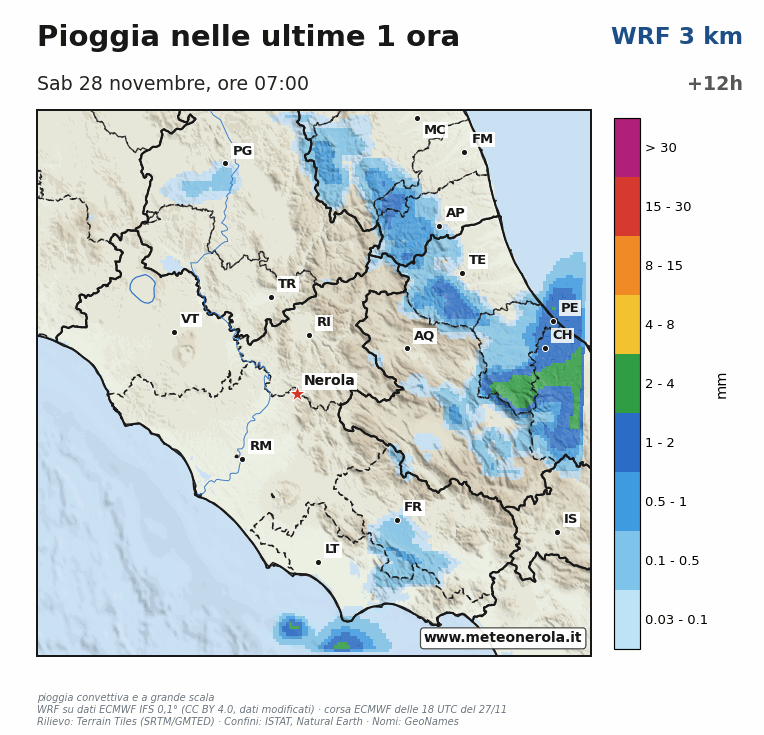 Pioggia nelle ultime 1 ora
WRF 3 km
Sab 28 novembre, ore 07:00
+12h
MC
FM
PG
AP
TE
TR
PE
VT
RI
AQ
CH
Nerola
RM
FR
IS
LT
www.meteonerola.it
> 30
15 - 30
8 - 15
4 - 8
2 - 4
1 - 2
0.5 - 1
0.1 - 0.5
0.03 - 0.1
mm
pioggia convettiva e a grande scala
WRF su dati ECMWF IFS 0,1° (CC BY 4.0, dati modificati) · corsa ECMWF delle 18 UTC del 27/11
Rilievo: Terrain Tiles (SRTM/GMTED) · Confini: ISTAT, Natural Earth · Nomi: GeoNames